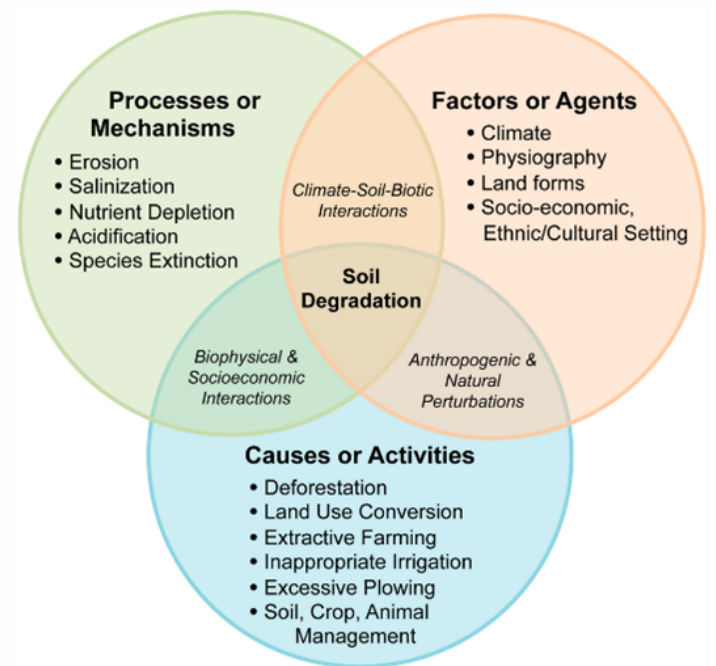 Processes or
Mechanisms
• Erosion
• Salinization
• Nutrient Depletion
• Acidification
• Species Extinction
Factors or Agents
• Climate
• Physiography
• Land forms
• Socio-economic,
Ethnic/Cultural Setting
Climate-Soil-Biotic
Interactions
Soil
Degradation
Biophysical &
Socioeconomic
Interactions
Anthropogenic &
Natural
Perturbations
Causes or Activities
• Deforestation
• Land Use Conversion
• Extractive Farming
• Inappropriate Irrigation
• Excessive Plowing
• Soil, Crop, Animal
Management